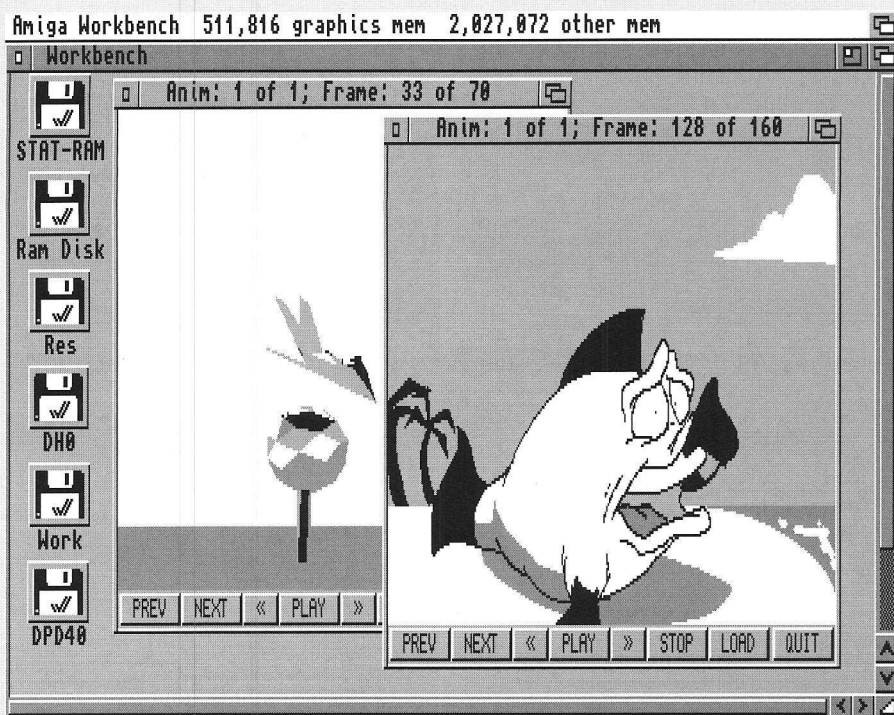 Amiga Workbench 511,816 graphics mem 2,027,072 other mem
Workbench
Anim: 1 of 1; Frame: 33 of 70
Anim: 1 of 1; Frame: 128 of 160
STAT-RAM
Ram Disk
Res
DH0
Work
DPD40
PREV NEXT « PLAY »
PREV NEXT « PLAY » STOP LOAD QUIT